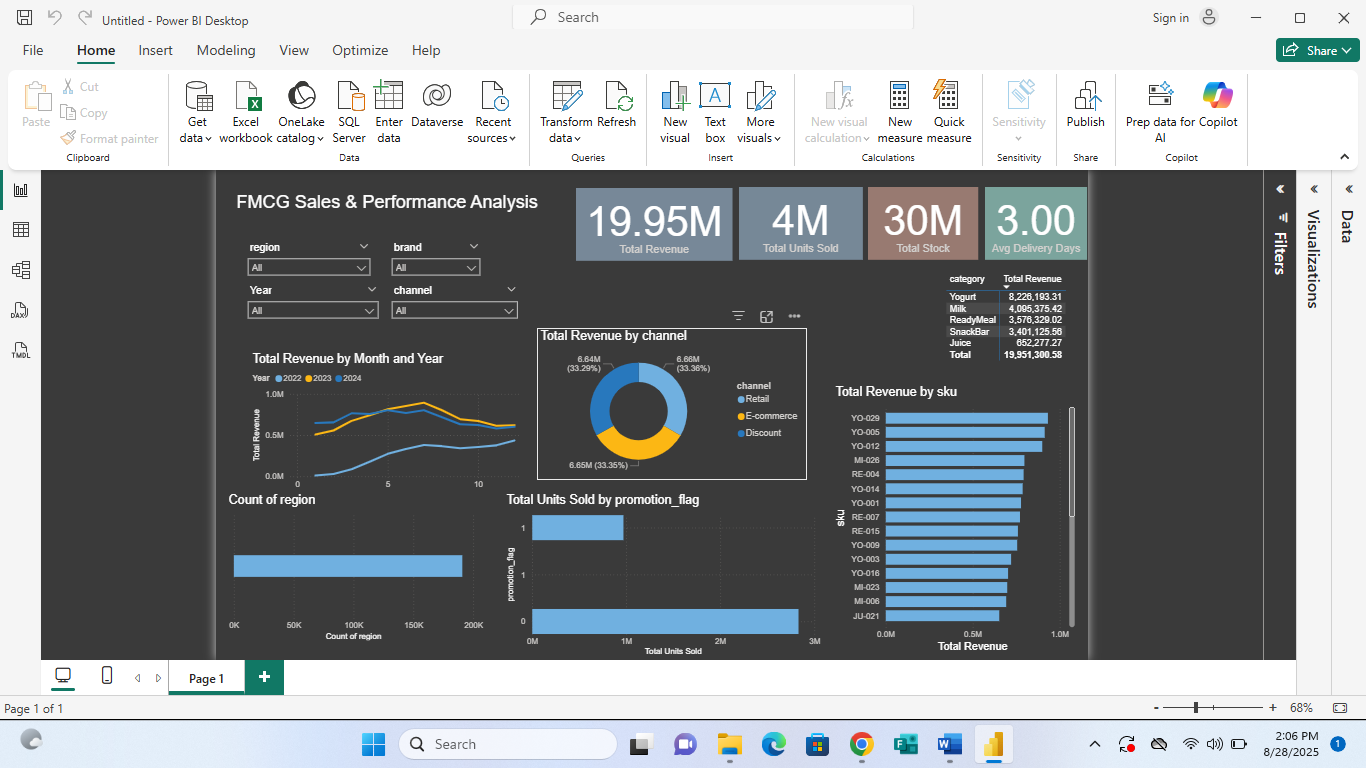 Untitled - Power BI Desktop
Search
Sign in
File Home Insert Modeling View Optimize Help
Share
Paste
Cut
Copy
Format painter
Clipboard
Get data
Excel workbook
OneLake catalog
SQL Server
Enter data
Dataverse
Recent sources
Data
Transform data
Refresh
Queries
New visual
Text box
More visuals
Insert
New visual calculation
New measure
Quick measure
Calculations
Sensitivity
Sensitivity
Publish
Share
Prep data for AI
Copilot
Copilot
DAX
TMDL
FMCG Sales & Performance Analysis
19.95M
Total Revenue
4M
Total Units Sold
30M
Total Stock
3.00
Avg Delivery Days
region
All
brand
All
Year
All
channel
All
category Total Revenue
Yogurt 8,226,193.31
Milk 4,095,375.42
ReadyMeal 3,576,329.02
SnackBar 3,401,125.56
Juice 652,277.27
Total 19,951,300.58
Total Revenue by Month and Year
Year 2022 2023 2024
1.0M
0.5M
0.0M
Total Revenue
0 5 10
Total Revenue by channel
6.64M (33.29%)
6.66M (33.36%)
6.65M (33.35%)
channel
Retail
E-commerce
Discount
Total Revenue by sku
YO-029
YO-005
YO-012
MI-026
RE-004
YO-014
YO-001
RE-007
RE-015
YO-009
YO-003
YO-016
MI-023
MI-006
JU-021
sku
0.0M 0.5M 1.0M
Total Revenue
Count of region
0K 50K 100K 150K 200K
Count of region
Total Units Sold by promotion_flag
1
1
0
promotion_flag
0M 1M 2M 3M
Total Units Sold
Filters
Visualizations
Data
Page 1
Page 1 of 1
68%
Search
2:06 PM
8/28/2025
1